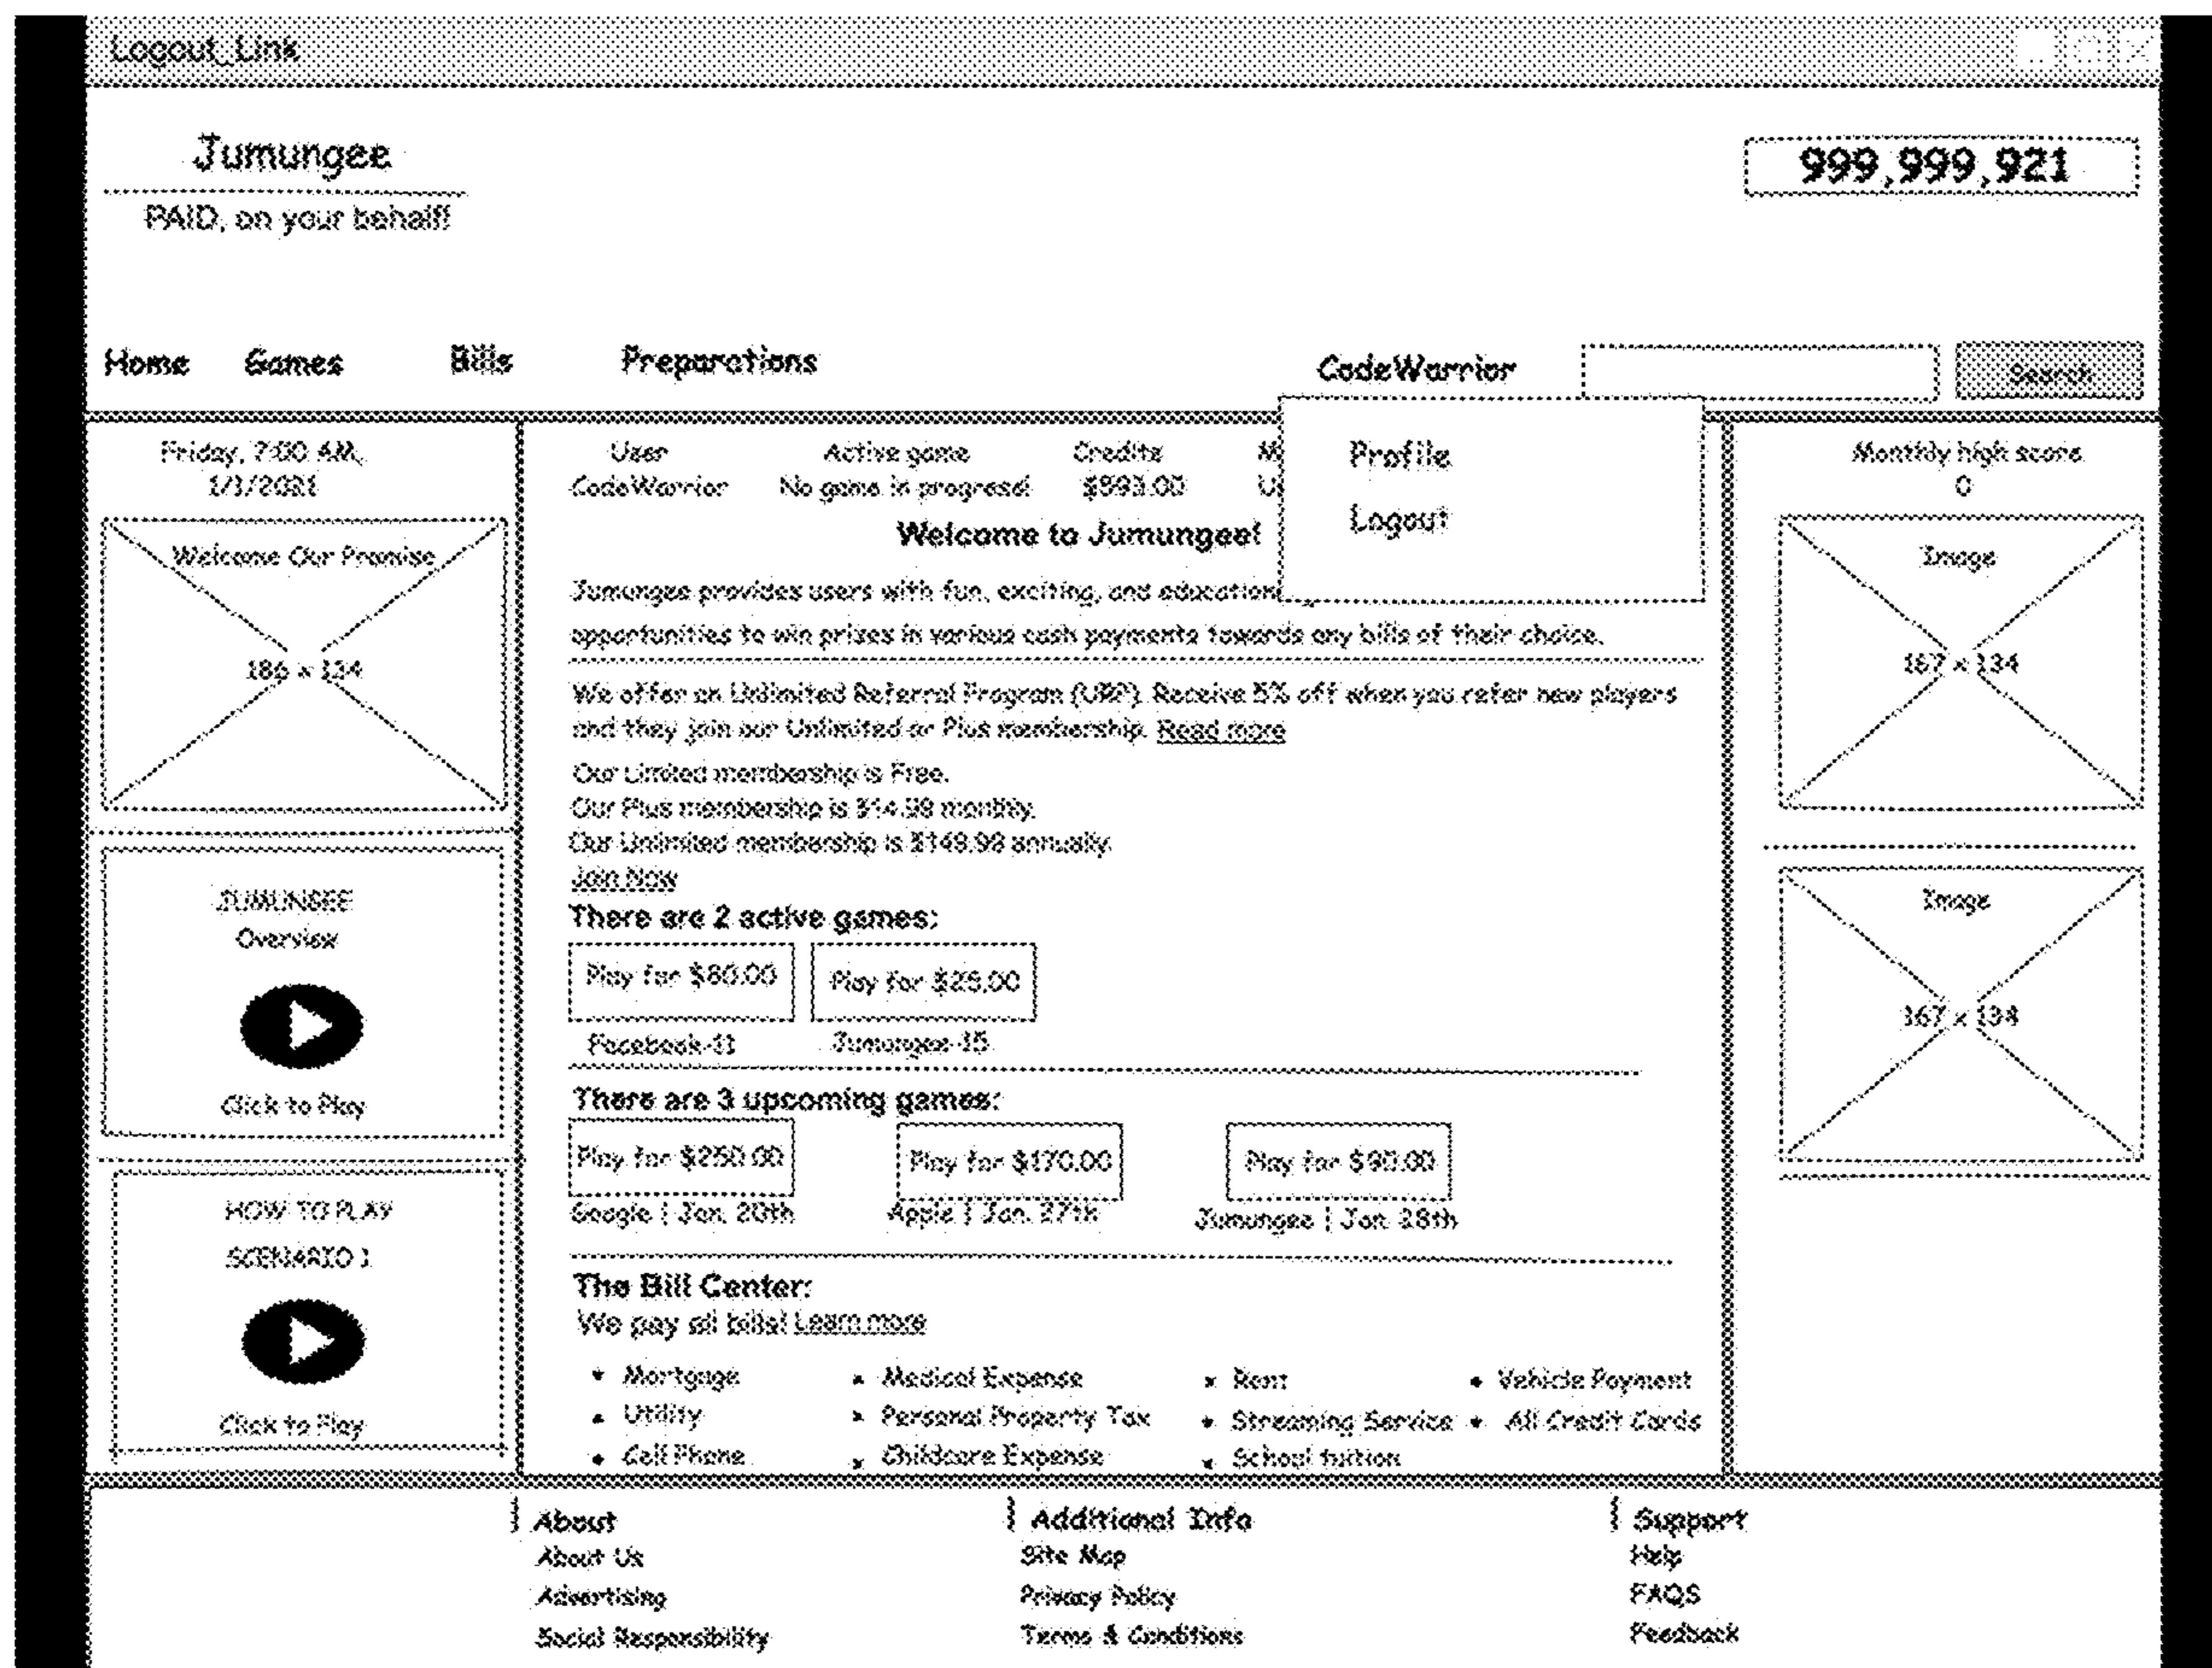 Logout_Link
Jumungee
PAID, on your behalf!
999,999,921
Home Games Bills Preparations CodeWarrior Search
Profile
Logout
Friday, 7:00 AM,
1/1/2021
Welcome Our Promise
186 x 134
JUMUNGEE
Overview
Click to Play
HOW TO PLAY
SCENARIO 1
Click to Play
User Active game Credits M
CodeWarrior No game in progress! $993.00 U
Welcome to Jumungee!
Jumungee provides users with fun, exciting, and education
opportunities to win prizes in various cash payments towards any bills of their choice.
We offer an Unlimited Referral Program (URP). Receive 5% off when you refer new players
and they join our Unlimited or Plus membership. Read more
Our Limited membership is Free.
Our Plus membership is $14.99 monthly.
Our Unlimited membership is $149.99 annually.
Join Now
There are 2 active games:
Play for $80.00 Play for $25.00
Facebook-11 Jumungee-15
There are 3 upcoming games:
Play for $250.00 Play for $170.00 Play for $90.00
Google | Jan. 20th Apple | Jan. 27th Jumungee | Jan. 28th
The Bill Center:
We pay all bills! Learn more
• Mortgage • Medical Expense • Rent • Vehicle Payment
• Utility • Personal Property Tax • Streaming Service • All Credit Cards
• Cell Phone • Childcare Expense • School tuition
Monthly high score
0
Image
167 x 134
Image
167 x 134
| About | Additional Info | Support
About Us Site Map Help
Advertising Privacy Policy FAQS
Social Responsibility Terms & Conditions Feedback